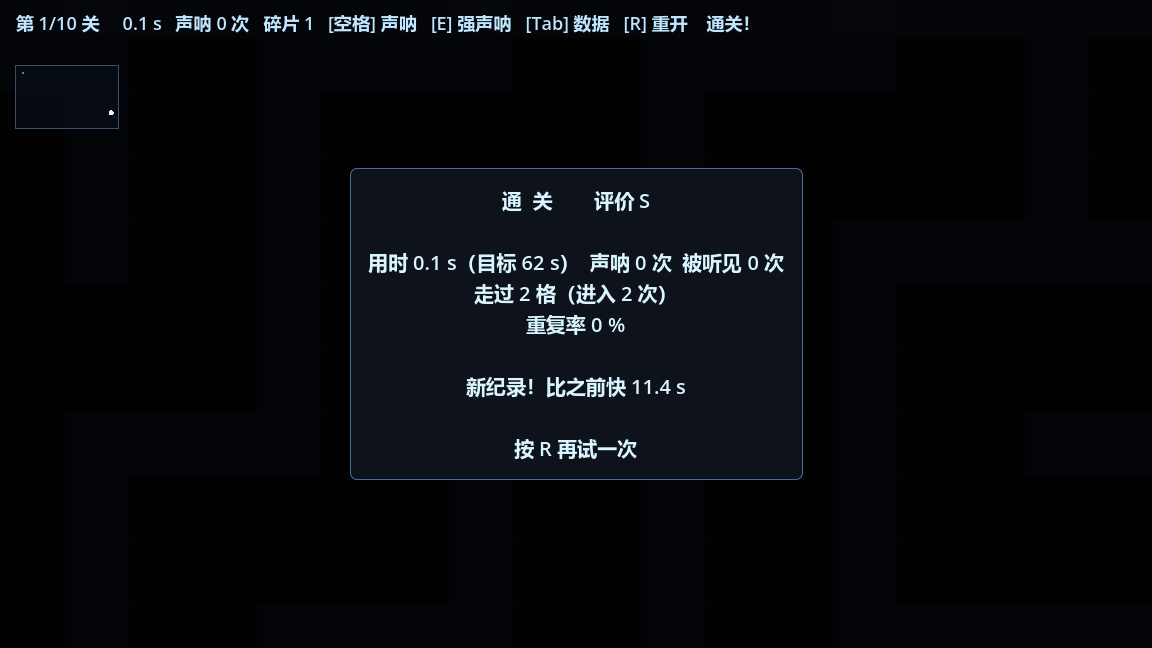 第 1/10 关 0.1 s 声呐 0 次 碎片 1 [空格] 声呐 [E] 强声呐 [Tab] 数据 [R] 重开 通关！
通 关 评价 S
用时 0.1 s（目标 62 s） 声呐 0 次 被听见 0 次
走过 2 格（进入 2 次）
重复率 0 %
新纪录！比之前快 11.4 s
按 R 再试一次